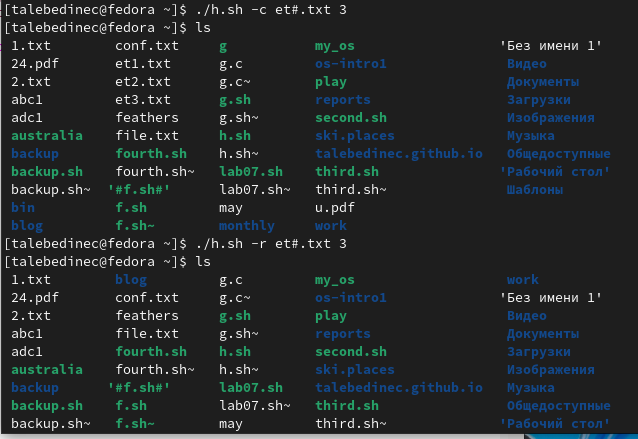 [talebedinec@fedora ~]$ ./h.sh -c et#.txt 3
[talebedinec@fedora ~]$ ls
1.txt conf.txt g my_os 'Без имени 1'
24.pdf et1.txt g.c os-intro1 Видео
2.txt et2.txt g.c~ play Документы
abc1 et3.txt g.sh reports Загрузки
adc1 feathers g.sh~ second.sh Изображения
australia file.txt h.sh ski.places Музыка
backup fourth.sh h.sh~ talebedinec.github.io Общедоступные
backup.sh fourth.sh~ lab07.sh third.sh 'Рабочий стол'
backup.sh~ '#f.sh#' lab07.sh~ third.sh~ Шаблоны
bin f.sh may u.pdf
blog f.sh~ monthly work
[talebedinec@fedora ~]$ ./h.sh -r et#.txt 3
[talebedinec@fedora ~]$ ls
1.txt blog g.c my_os work
24.pdf conf.txt g.c~ os-intro1 'Без имени 1'
2.txt feathers g.sh play Видео
abc1 file.txt g.sh~ reports Документы
adc1 fourth.sh h.sh second.sh Загрузки
australia fourth.sh~ h.sh~ ski.places Изображения
backup '#f.sh#' lab07.sh talebedinec.github.io Музыка
backup.sh f.sh lab07.sh~ third.sh Общедоступные
backup.sh~ f.sh~ may third.sh~ 'Рабочий стол'